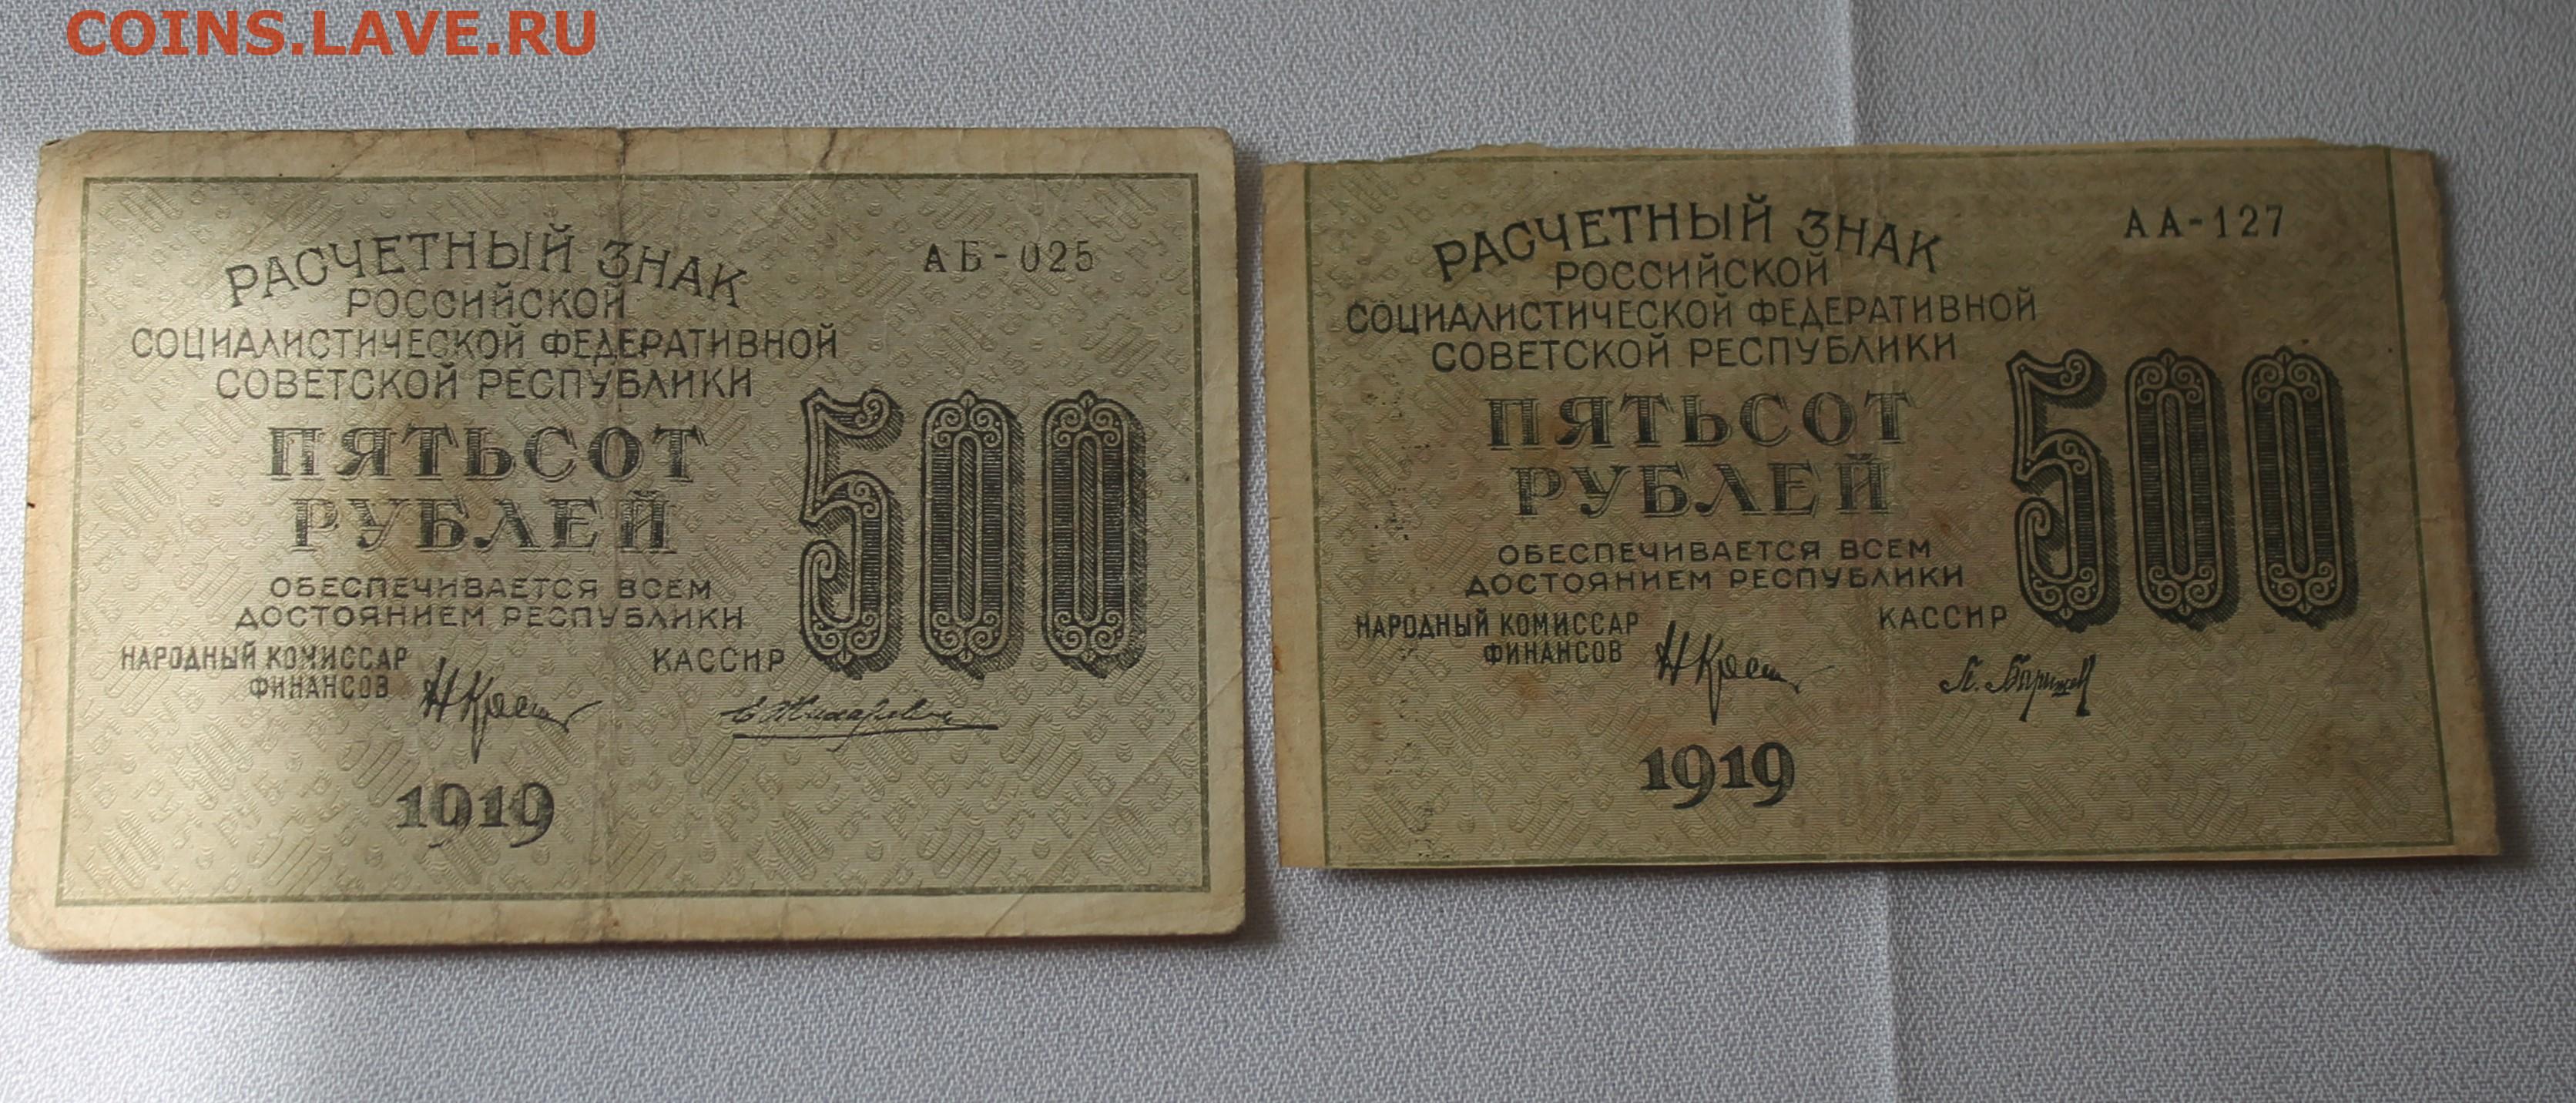 COINS.LAVE.RU
РАСЧЕТНЫЙ ЗНАК
РОССИЙСКОЙ
СОЦИАЛИСТИЧЕСКОЙ ФЕДЕРАТИВНОЙ
СОВЕТСКОЙ РЕСПУБЛИКИ
АБ-025
ПЯТЬСОТ
РУБЛЕЙ
500
ОБЕСПЕЧИВАЕТСЯ ВСЕМ
ДОСТОЯНИЕМ РЕСПУБЛИКИ
НАРОДНЫЙ КОМИССАР
ФИНАНСОВ
КАССИР
1919
РАСЧЕТНЫЙ ЗНАК
РОССИЙСКОЙ
СОЦИАЛИСТИЧЕСКОЙ ФЕДЕРАТИВНОЙ
СОВЕТСКОЙ РЕСПУБЛИКИ
АА-127
ПЯТЬСОТ
РУБЛЕЙ
500
ОБЕСПЕЧИВАЕТСЯ ВСЕМ
ДОСТОЯНИЕМ РЕСПУБЛИКИ
НАРОДНЫЙ КОМИССАР
ФИНАНСОВ
КАССИР
1919